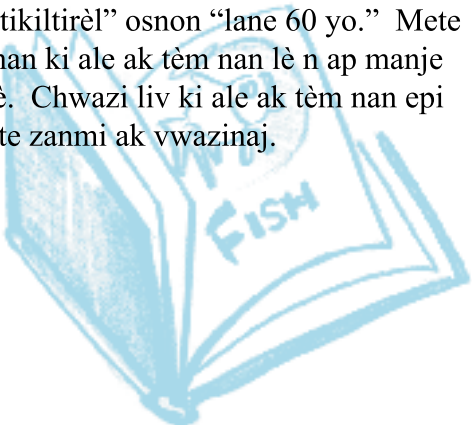 tikiltirèl” osnon “lane 60 yo.” Mete
nan ki ale ak tèm nan lè n ap manje
è. Chwazi liv ki ale ak tèm nan epi
te zanmi ak vwazinaj.
FISH